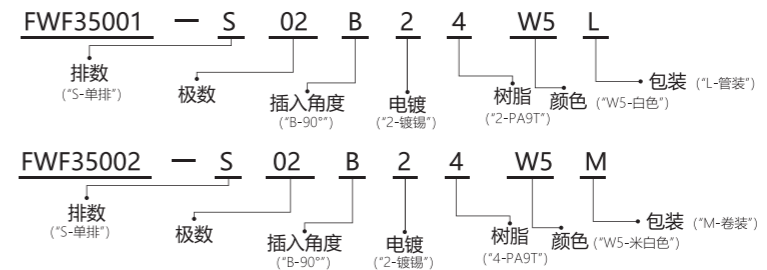 FWF35001 — S 02 B 2 4 W5 L
排数 (“S-单排”)
极数
插入角度 (“B-90°”)
电镀 (“2-镀锡”)
树脂 (“2-PA9T”)
颜色 (“W5-白色”)
包装 (“L-管装”)
FWF35002 — S 02 B 2 4 W5 M
排数 (“S-单排”)
极数
插入角度 (“B-90°”)
电镀 (“2-镀锡”)
树脂 (“4-PA9T”)
颜色 (“W5-米白色”)
包装 (“M-卷装”)